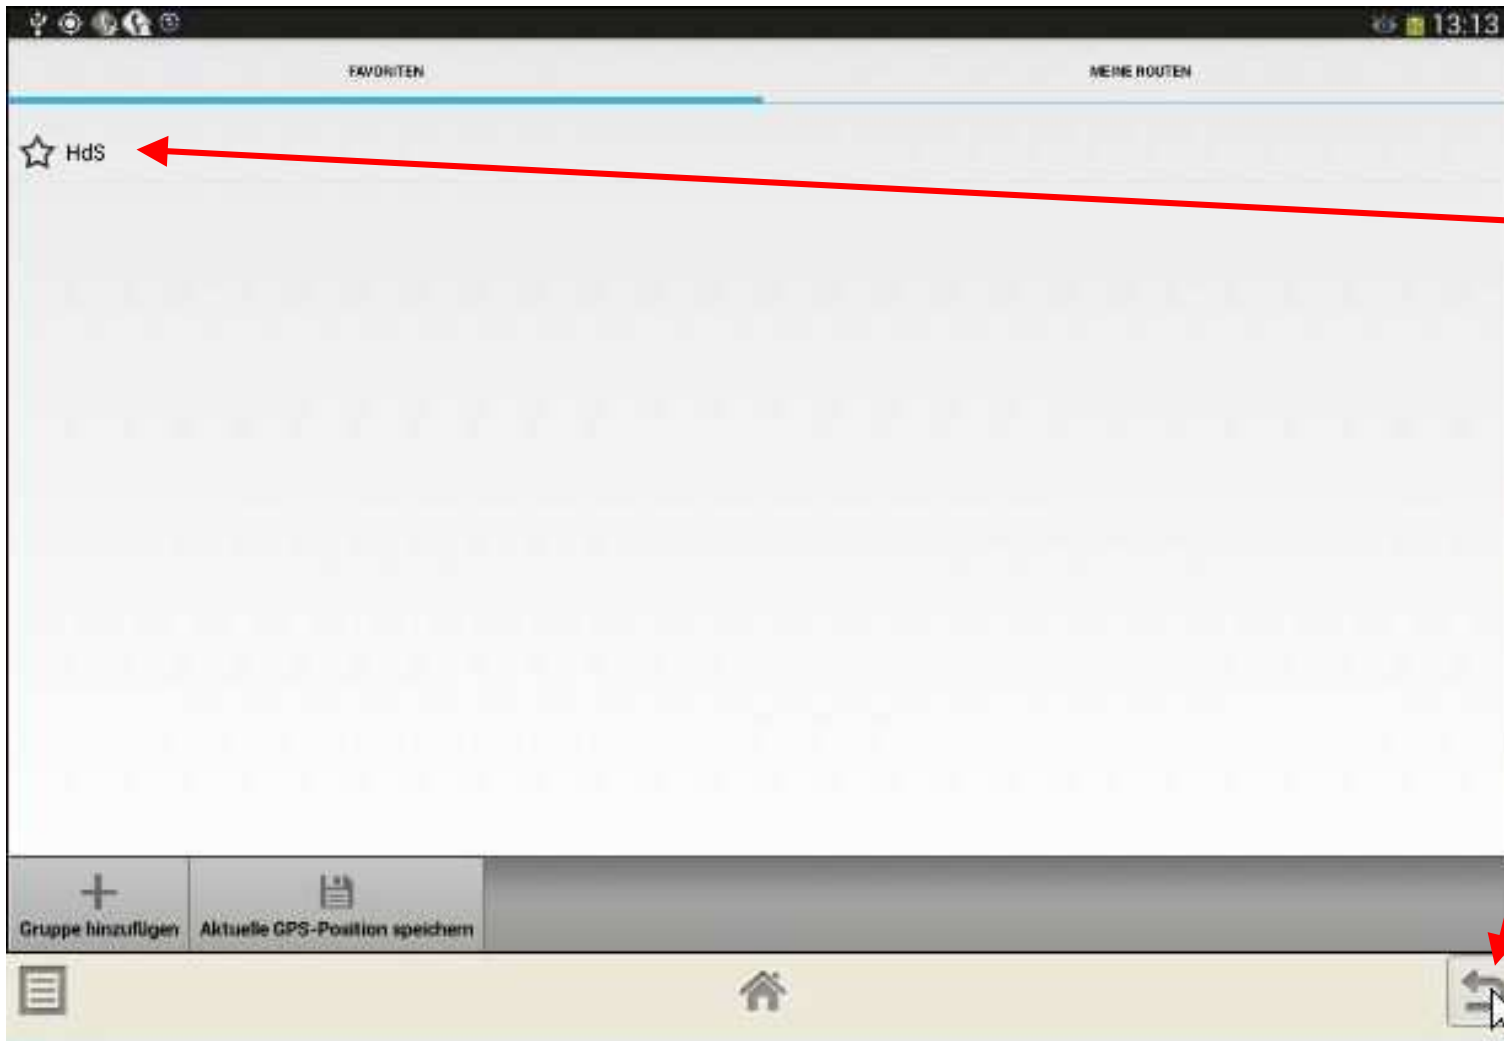 13:13
FAVORITEN
MEINE ROUTEN
HdS
Gruppe hinzufügen
Aktuelle GPS-Position speichern